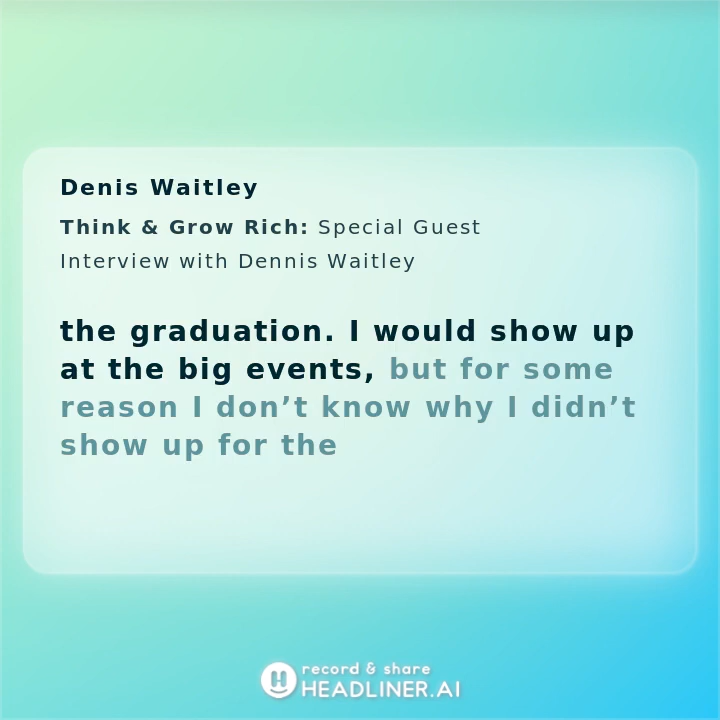 Denis Waitley
Think & Grow Rich: Special Guest
Interview with Dennis Waitley
the graduation. I would show up
at the big events, but for some
reason I don’t know why I didn’t
show up for the
record & share
HEADLINER.AI